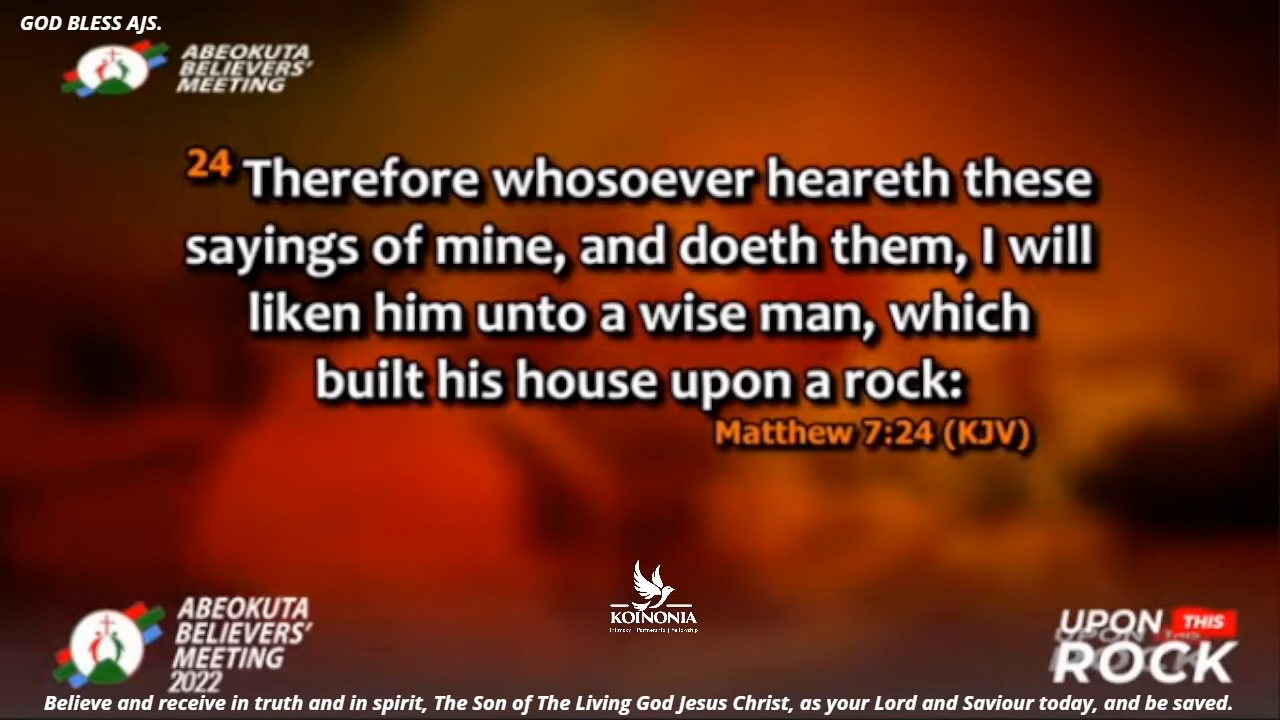 GOD BLESS AJS.
ABEOKUTA
BELIEVERS'
MEETING
24 Therefore whosoever heareth these
sayings of mine, and doeth them, I will
liken him unto a wise man, which
built his house upon a rock:
Matthew 7:24 (KJV)
KOINONIA
Intimacy | Partnership | Fellowship
ABEOKUTA
BELIEVERS'
MEETING
2022
UPON THIS
ROCK
Believe and receive in truth and in spirit, The Son of The Living God Jesus Christ, as your Lord and Saviour today, and be saved.